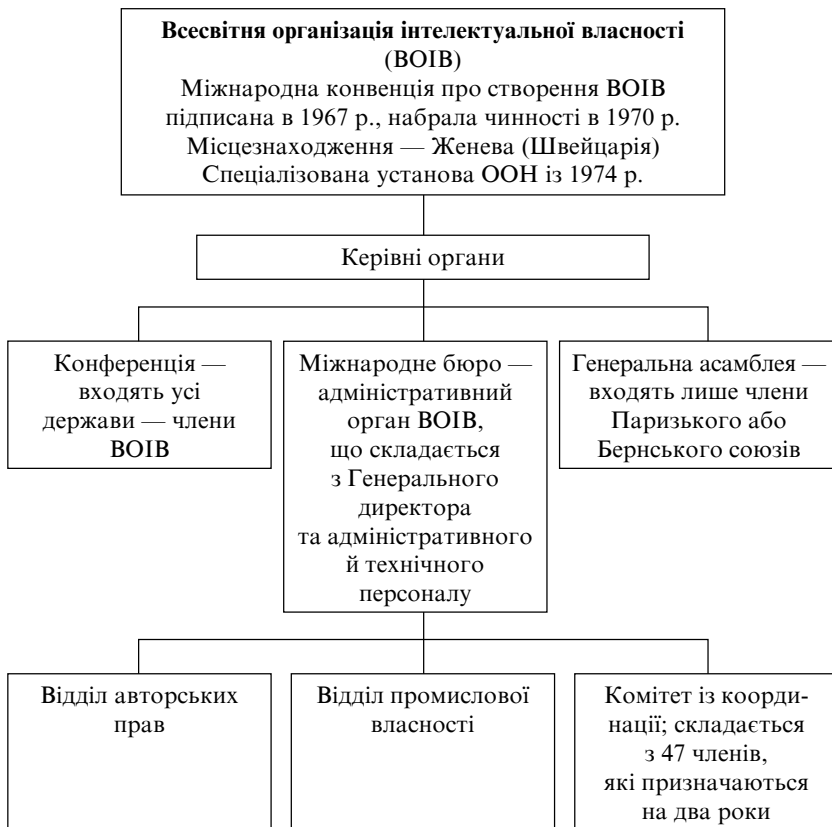 Всесвітня організація інтелектуальної власності
(ВОІВ)
Міжнародна конвенція про створення ВОІВ
підписана в 1967 р., набрала чинності в 1970 р.
Місцезнаходження — Женева (Швейцарія)
Спеціалізована установа ООН із 1974 р.
Керівні органи
Конференція —
входять усі
держави — члени
ВОІВ
Міжнародне бюро —
адміністративний
орган ВОІВ,
що складається
з Генерального
директора
та адміністративного
й технічного
персоналу
Генеральна асамблея —
входять лише члени
Паризького або
Бернського союзів
Відділ авторських
прав
Відділ промислової
власності
Комітет із коорди-
нації; складається
з 47 членів,
які призначаються
на два роки